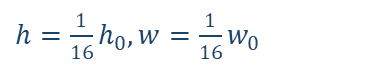 h = 1/16 h₀, w = 1/16 w₀